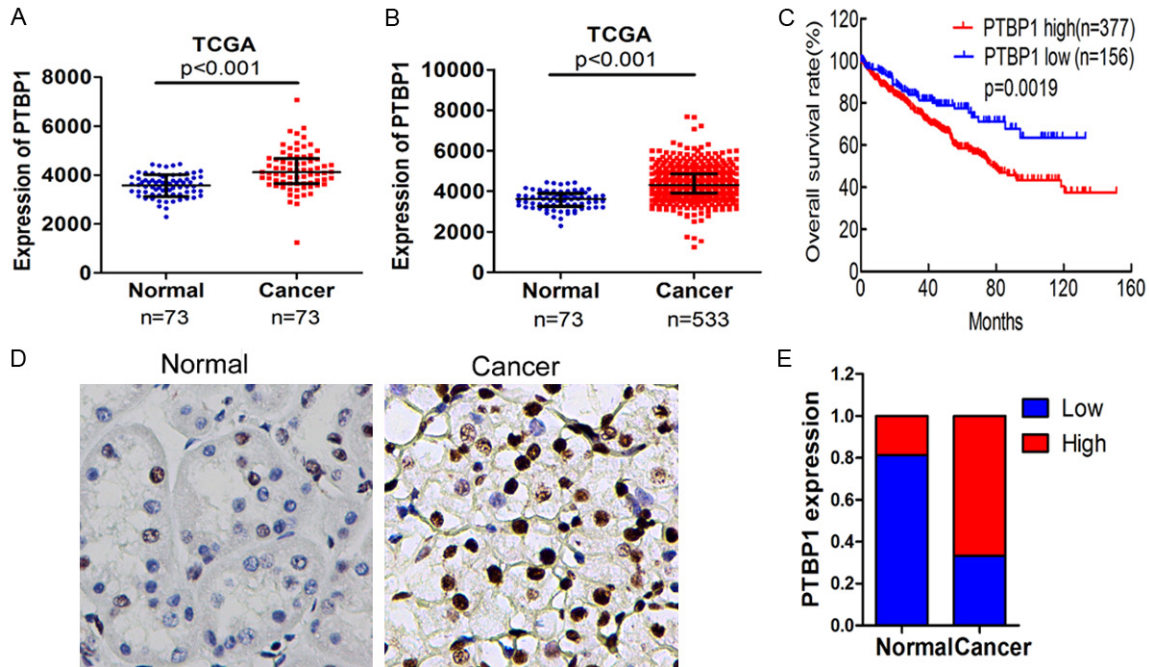 A
TCGA
p<0.001
Expression of PTBP1
8000
6000
4000
2000
0
Normal
Cancer
n=73
n=73
B
TCGA
p<0.001
Expression of PTBP1
10000
8000
6000
4000
2000
0
Normal
Cancer
n=73
n=533
C
PTBP1 high(n=377)
PTBP1 low (n=156)
p=0.0019
Overall survival rate(%)
120
100
80
60
40
20
0
0
40
80
120
160
Months
D
Normal
Cancer
E
Low
High
PTBP1 expression
1.2
1.0
0.8
0.6
0.4
0.2
0.0
NormalCancer